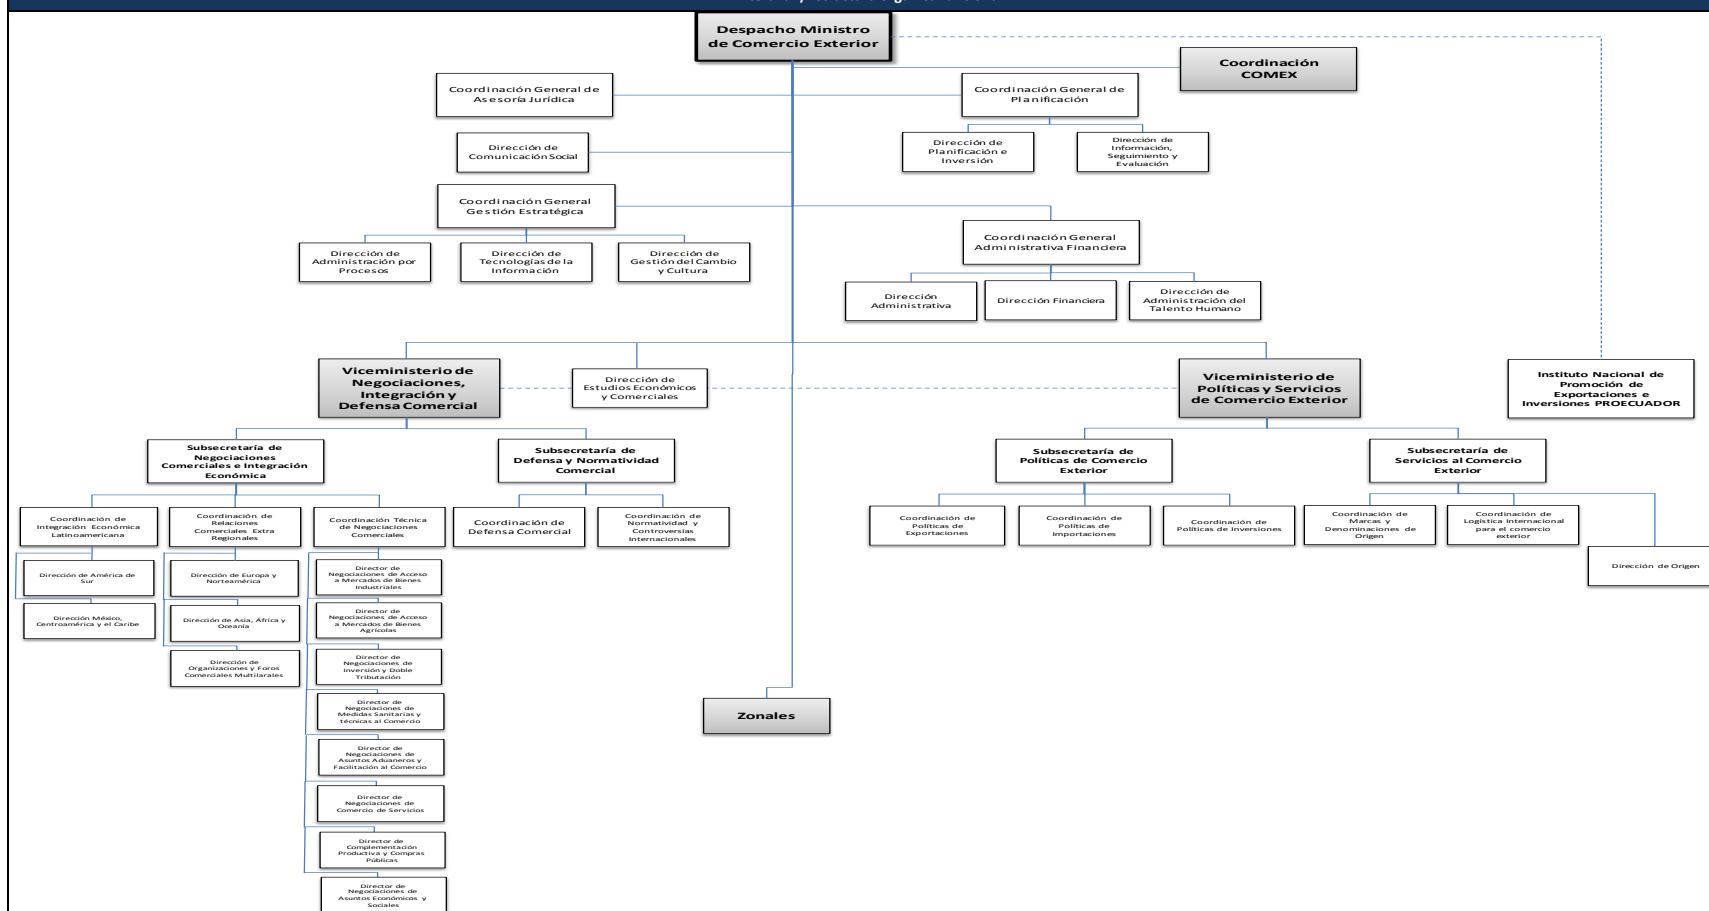 Despacho Ministro
de Comercio Exterior
Coordinación
COMEX
Coordinación General de
Asesoría Jurídica
Coordinación General de
Planificación
Dirección de
Comunicación Social
Dirección de
Planificación e
Inversión
Dirección de
Información,
Seguimiento y
Evaluación
Coordinación General
Gestión Estratégica
Coordinación General
Administrativa Financiera
Dirección de
Administración por
Procesos
Dirección de
Tecnologías de la
Información
Dirección de
Gestión del Cambio
y Cultura
Dirección
Administrativa
Dirección Financiera
Dirección de
Administración del
Talento Humano
Viceministerio de
Negociaciones,
Integración y
Defensa Comercial
Dirección de
Estudios Económicos
y Comerciales
Viceministerio de
Políticas y Servicios
de Comercio Exterior
Instituto Nacional de
Promoción de
Exportaciones e
Inversiones PROECUADOR
Subsecretaría de
Negociaciones
Comerciales e Integración
Económica
Subsecretaría de
Defensa y Normatividad
Comercial
Subsecretaría de
Políticas de Comercio
Exterior
Subsecretaría de
Servicios al Comercio
Exterior
Coordinación de
Integración Económica
Latinoamericana
Coordinación de
Relaciones
Comerciales Extra
Regionales
Coordinación Técnica
de Negociaciones
Comerciales
Coordinación de
Defensa Comercial
Coordinación de
Normatividad y
Controversias
Internacionales
Coordinación de
Políticas de
Exportaciones
Coordinación de
Políticas de
Importaciones
Coordinación de
Políticas de Inversiones
Coordinación de
Marcas y
Denominaciones de
Origen
Coordinación de
Logística Internacional
para el comercio
exterior
Dirección de Origen
Dirección de América de
Sur
Dirección México,
Centroamérica y el Caribe
Dirección de Europa y
Norteamérica
Dirección de Asia, África y
Oceanía
Dirección de
Organizaciones y Foros
Comerciales Multilarales
Director de
Negociaciones de Acceso
a Mercados de Bienes
Industriales
Director de
Negociaciones de Acceso
a Mercados de Bienes
Agrícolas
Director de
Negociaciones de
Inversión y Doble
Tributación
Director de
Negociaciones de
Medidas Sanitarias y
técnicas al Comercio
Director de
Negociaciones de
Asuntos Aduaneros y
Facilitación al Comercio
Director de
Negociaciones de
Comercio de Servicios
Director de
Complementación
Productiva y Compras
Públicas
Director de
Negociaciones de
Asuntos Económicos y
Sociales
Zonales